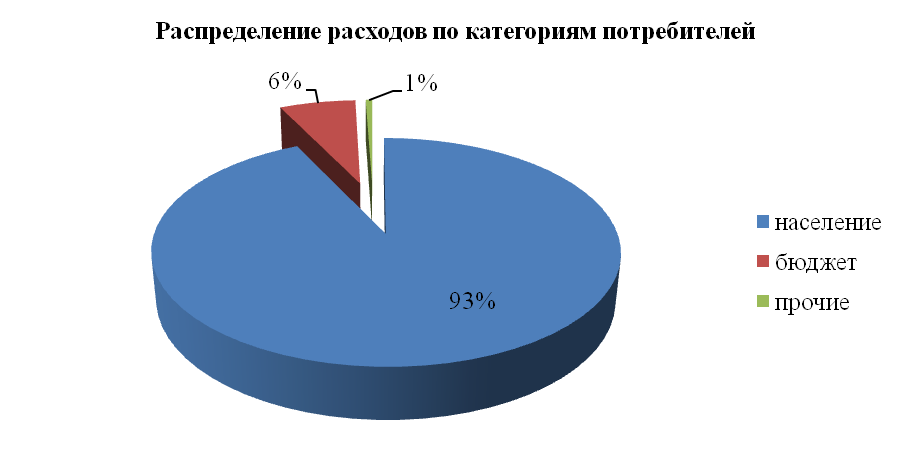 Распределение расходов по категориям потребителей
6%
1%
93%
население
бюджет
прочие